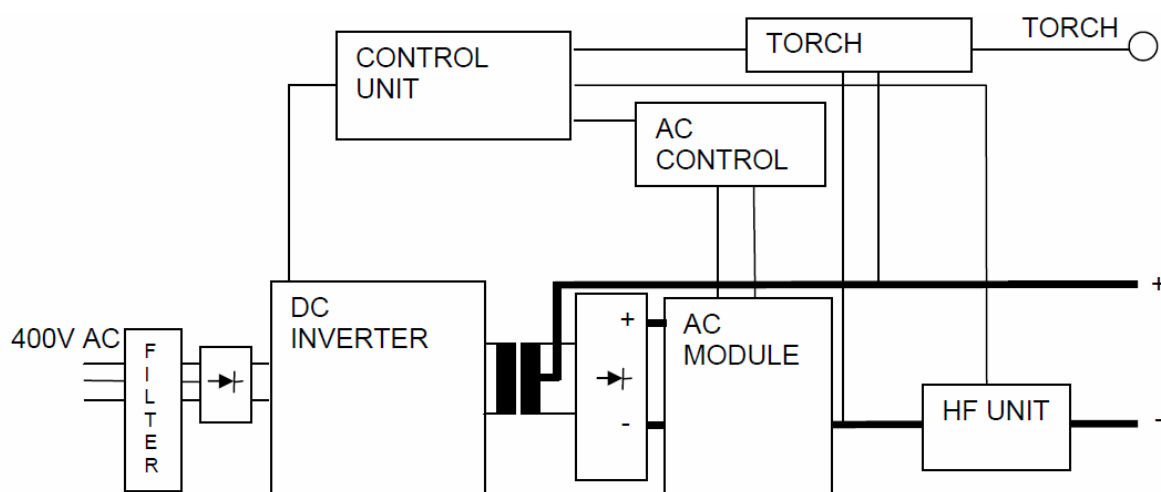 CONTROL
UNIT
TORCH
TORCH
AC
CONTROL
400V AC
F
I
L
T
E
R
DC
INVERTER
+
-
AC
MODULE
HF UNIT
+
-